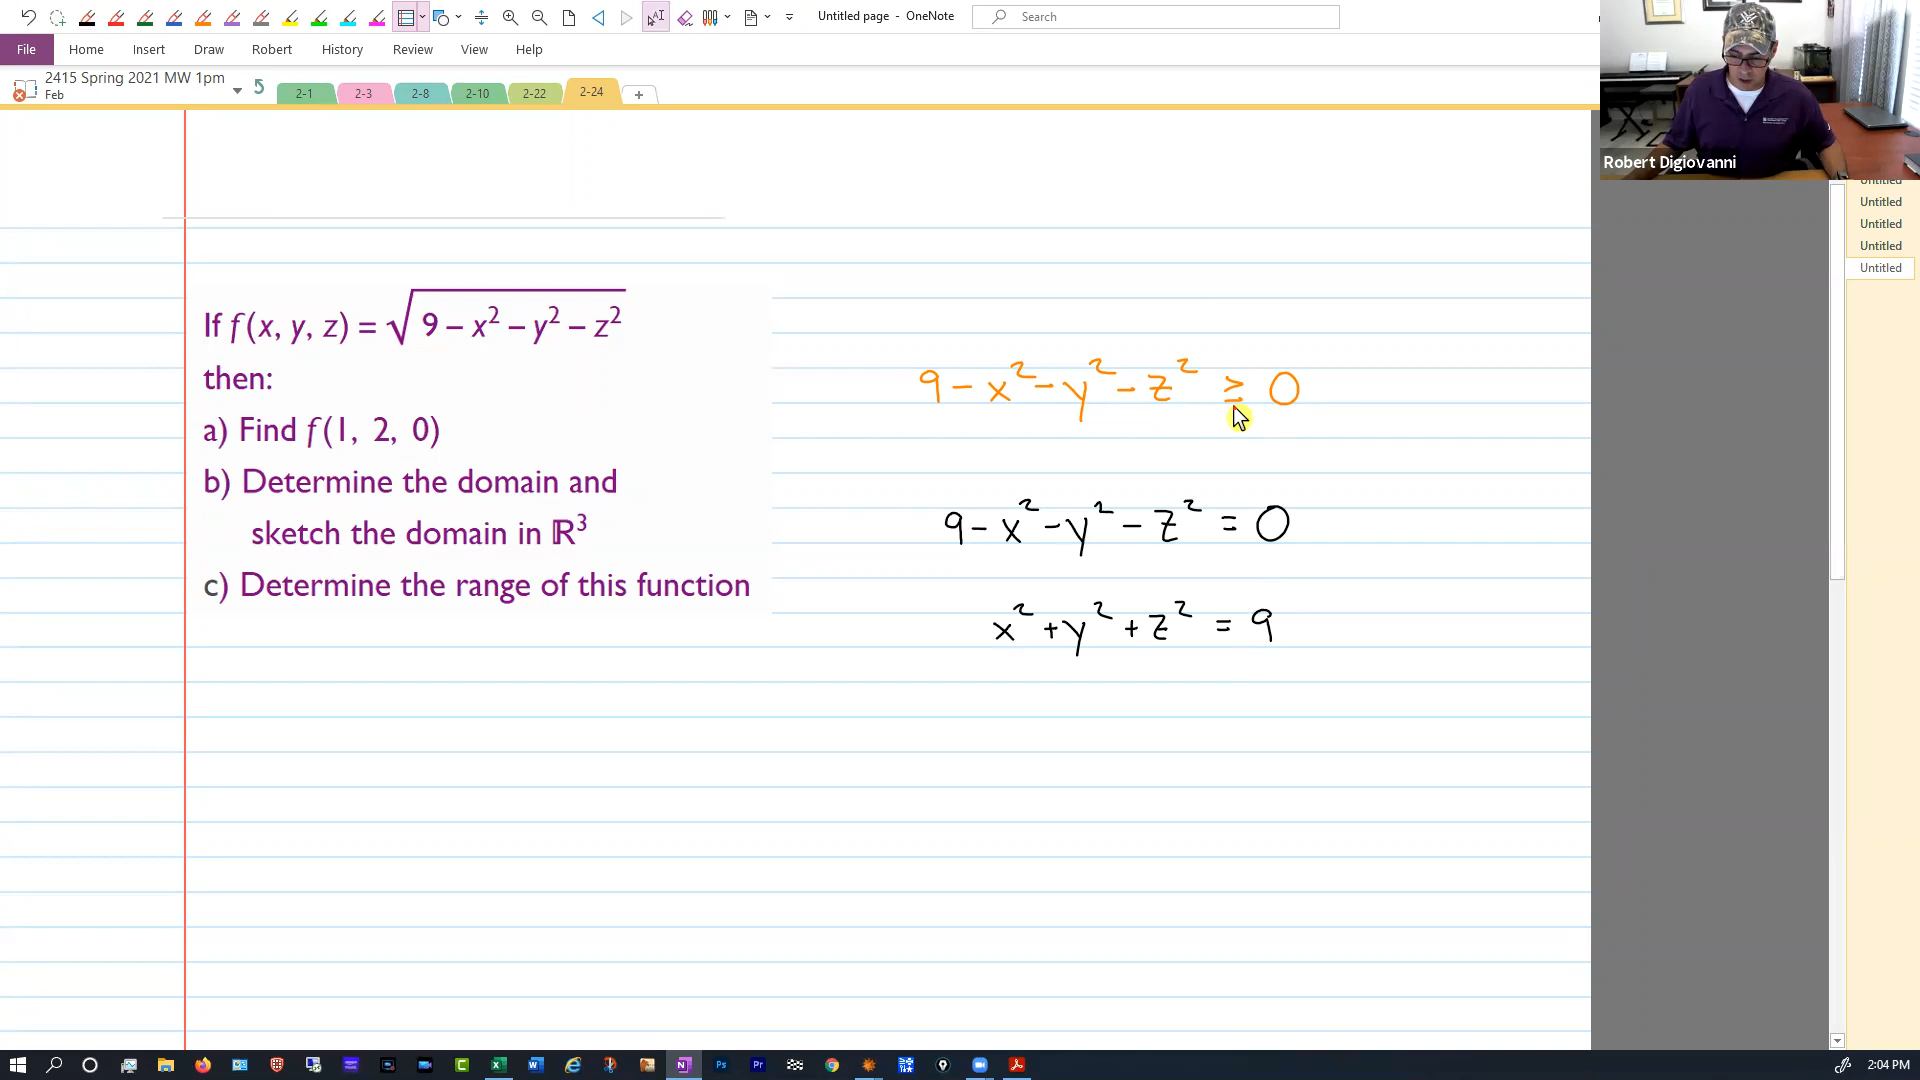 Untitled page - OneNote
Search
File Home Insert Draw Robert History Review View Help
2415 Spring 2021 MW 1pm
Feb
2-1 2-3 2-8 2-10 2-22 2-24 +
Robert Digiovanni
Untitled
Untitled
Untitled
Untitled
Untitled
If f(x, y, z) = √(9 – x² – y² – z²)
then:
a) Find f(1, 2, 0)
b) Determine the domain and
sketch the domain in ℝ³
c) Determine the range of this function
9 - x² - y² - z² ≥ 0
9 - x² - y² - z² = 0
x² + y² + z² = 9
2:04 PM